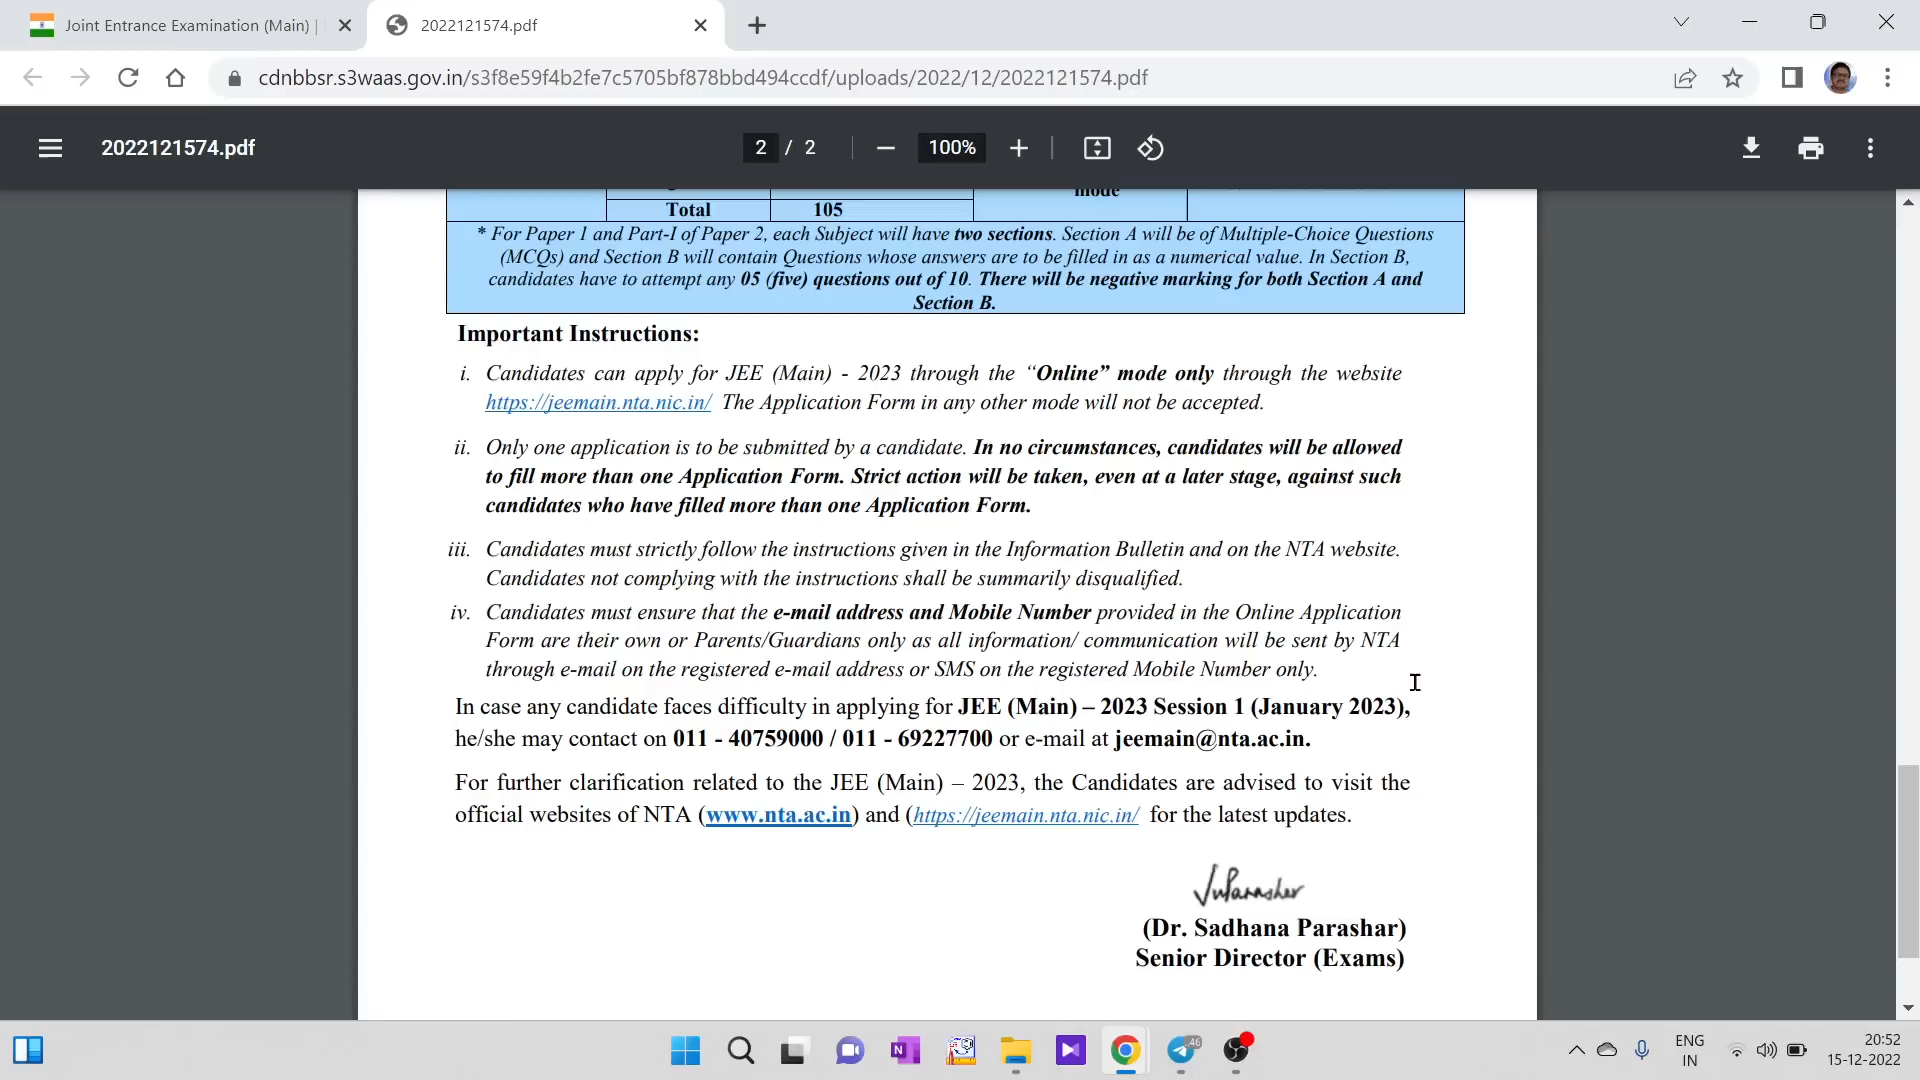 Joint Entrance Examination (Main) |
2022121574.pdf
cdnbbsr.s3waas.gov.in/s3f8e59f4b2fe7c5705bf878bbd494ccdf/uploads/2022/12/2022121574.pdf
2022121574.pdf
2 / 2
100%
mode
Total 105
* For Paper 1 and Part-I of Paper 2, each Subject will have two sections. Section A will be of Multiple-Choice Questions
(MCQs) and Section B will contain Questions whose answers are to be filled in as a numerical value. In Section B,
candidates have to attempt any 05 (five) questions out of 10. There will be negative marking for both Section A and
Section B.
Important Instructions:
i. Candidates can apply for JEE (Main) - 2023 through the “Online” mode only through the website
https://jeemain.nta.nic.in/ The Application Form in any other mode will not be accepted.
ii. Only one application is to be submitted by a candidate. In no circumstances, candidates will be allowed
to fill more than one Application Form. Strict action will be taken, even at a later stage, against such
candidates who have filled more than one Application Form.
iii. Candidates must strictly follow the instructions given in the Information Bulletin and on the NTA website.
Candidates not complying with the instructions shall be summarily disqualified.
iv. Candidates must ensure that the e-mail address and Mobile Number provided in the Online Application
Form are their own or Parents/Guardians only as all information/ communication will be sent by NTA
through e-mail on the registered e-mail address or SMS on the registered Mobile Number only.
In case any candidate faces difficulty in applying for JEE (Main) – 2023 Session 1 (January 2023),
he/she may contact on 011 - 40759000 / 011 - 69227700 or e-mail at jeemain@nta.ac.in.
For further clarification related to the JEE (Main) – 2023, the Candidates are advised to visit the
official websites of NTA (www.nta.ac.in) and (https://jeemain.nta.nic.in/ for the latest updates.
(Dr. Sadhana Parashar)
Senior Director (Exams)
46
ENG
IN
20:52
15-12-2022